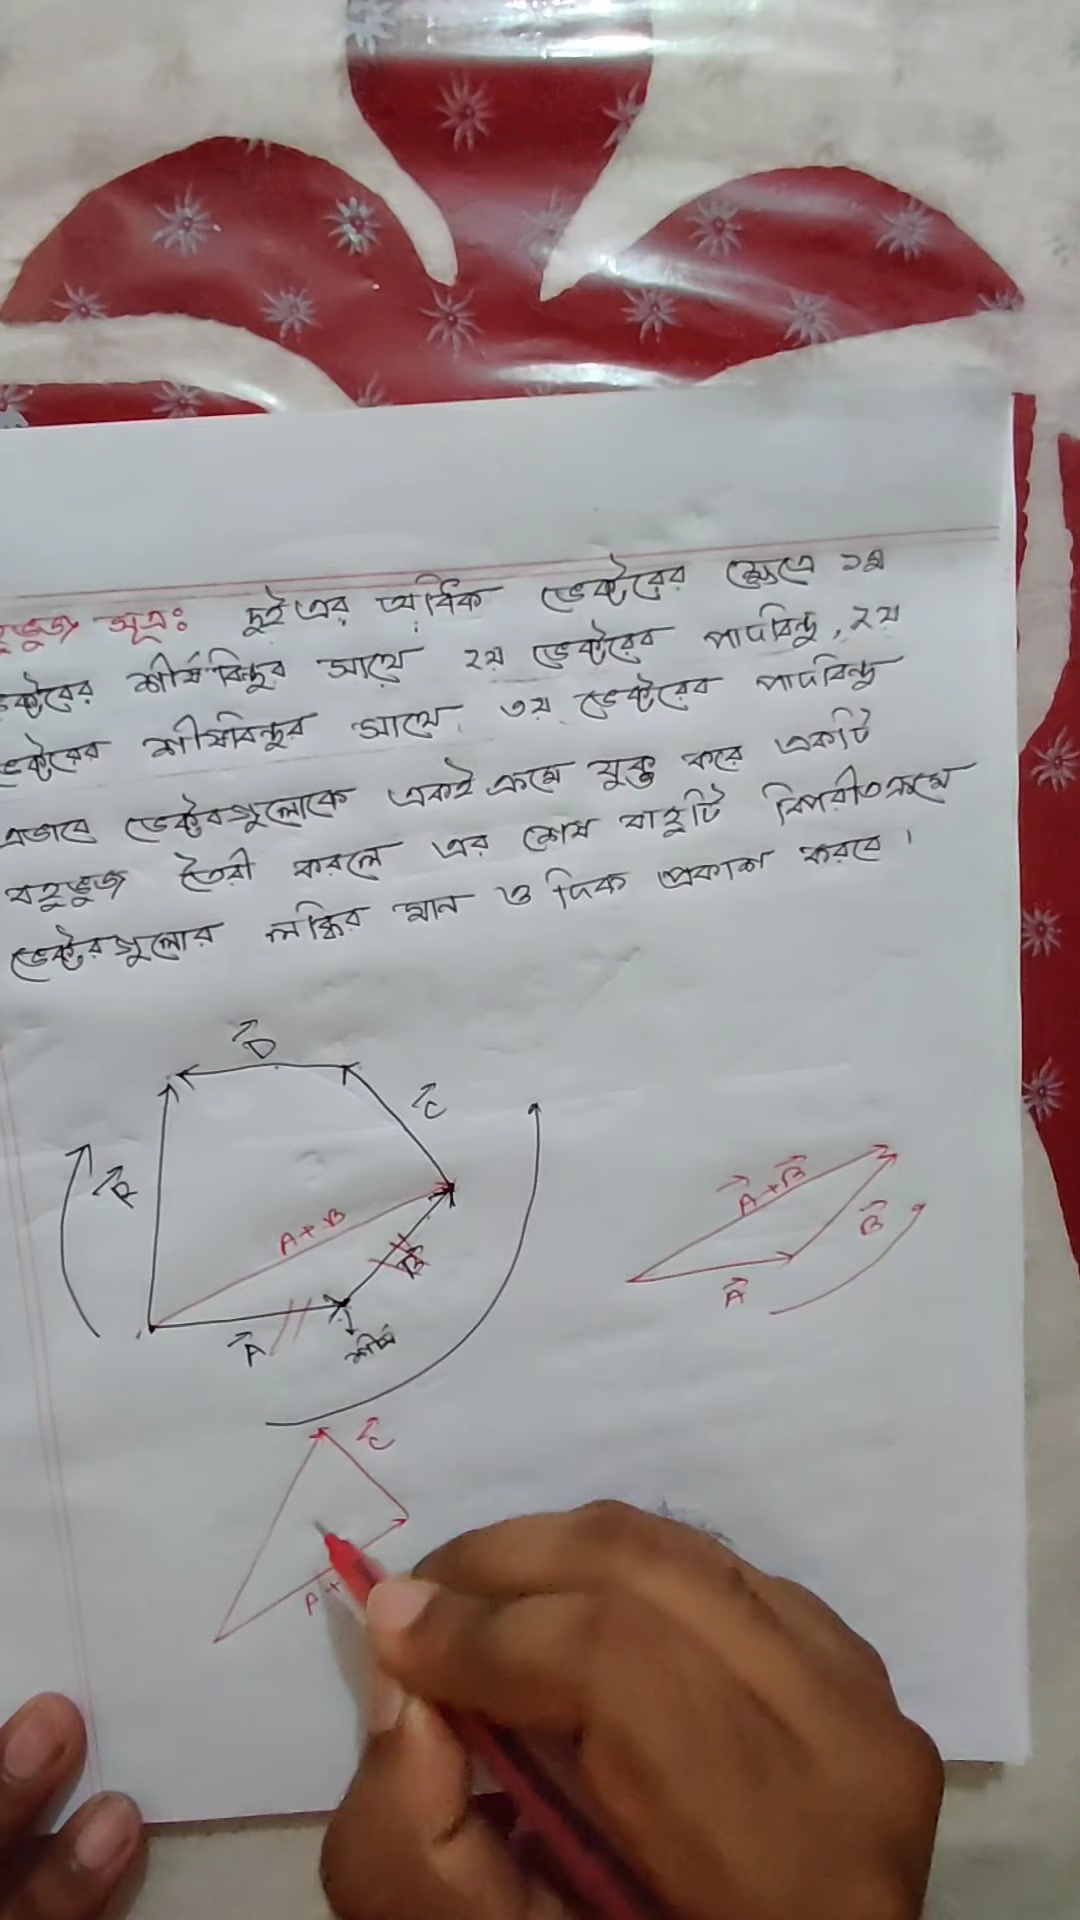 সূত্রঃ দুইএর অধিক ভেক্টরের ক্ষেত্রে ১ম
ভেক্টরের শীর্ষবিন্দুর সাথে ২য় ভেক্টরের পাদবিন্দু, ২য়
ভেক্টরের শীর্ষবিন্দুর সাথে ৩য় ভেক্টরের পাদবিন্দু
এভাবে ভেক্টরগুলোকে একই ক্রমে যুক্ত করে একটি
বহুভুজ তৈরী করলে এর শেষ বাহুটি বিপরীতক্রমে
ভেক্টরগুলোর লব্ধির মান ও দিক প্রকাশ করবে।
D
C
R
A+B
B
A
শীর্ষ
A+B
B
A
C
A+